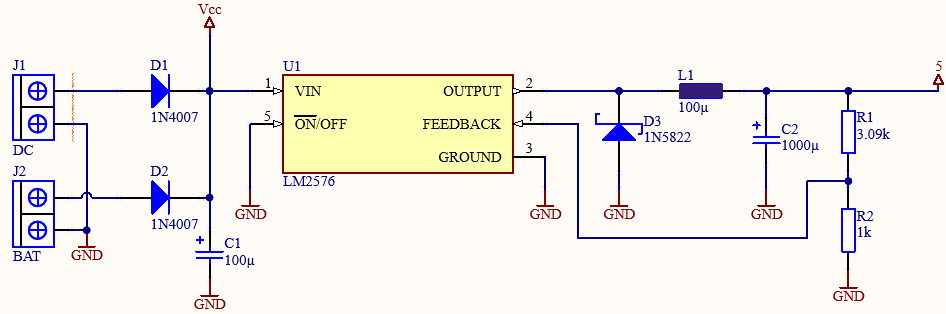 Vcc
J1
DC
D1
1N4007
J2
BAT
GND
D2
1N4007
C1
100µ
GND
U1
1
VIN
5
ON/OFF
GND
OUTPUT
2
FEEDBACK
4
GROUND
3
LM2576
GND
D3
1N5822
GND
L1
100µ
C2
1000µ
GND
5
R1
3.09k
R2
1k
GND